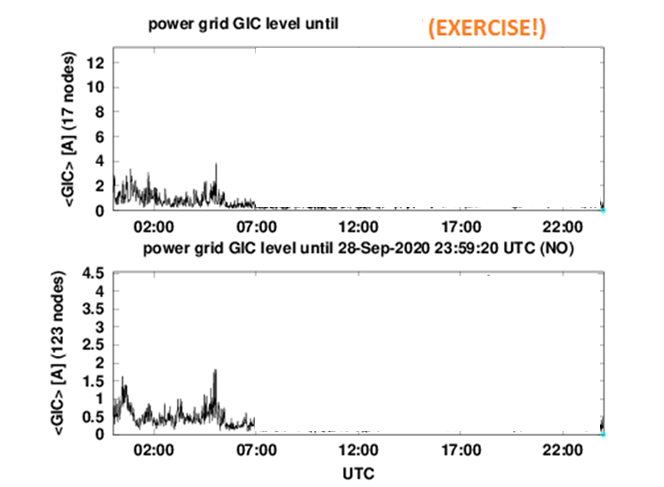 power grid GIC level until
(EXERCISE!)
<GIC> [A] (17 nodes)
12
10
8
6
4
2
0
02:00 07:00 12:00 17:00 22:00
power grid GIC level until 28-Sep-2020 23:59:20 UTC (NO)
<GIC> [A] (123 nodes)
4.5
4
3.5
3
2.5
2
1.5
1
0.5
0
02:00 07:00 12:00 17:00 22:00
UTC